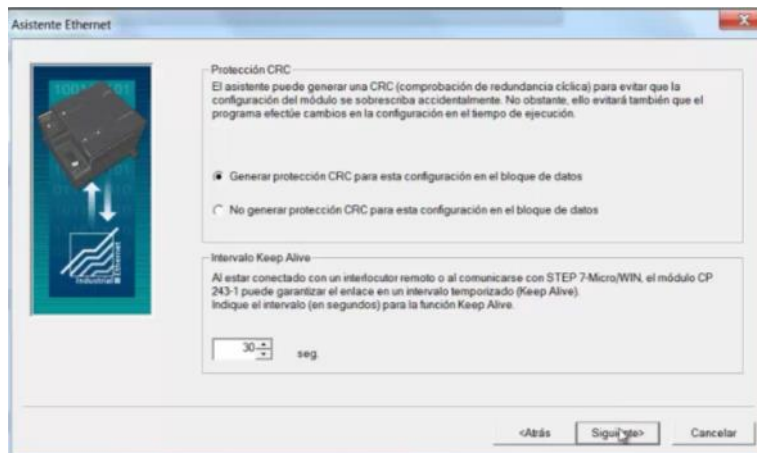 Asistente Ethernet
Protección CRC
El asistente puede generar una CRC (comprobación de redundancia cíclica) para evitar que la
configuración del módulo se sobrescriba accidentalmente. No obstante, ello evitará también que el
programa efectúe cambios en la configuración en el tiempo de ejecución.
Generar protección CRC para esta configuración en el bloque de datos
No generar protección CRC para esta configuración en el bloque de datos
Industrial Ethernet
Intervalo Keep Alive
Al estar conectado con un interlocutor remoto o al comunicarse con STEP 7-Micro/WIN, el módulo CP
243-1 puede garantizar el enlace en un intervalo temporizado (Keep Alive).
Indique el intervalo (en segundos) para la función Keep Alive.
30 seg.
<Atrás Siguiente> Cancelar